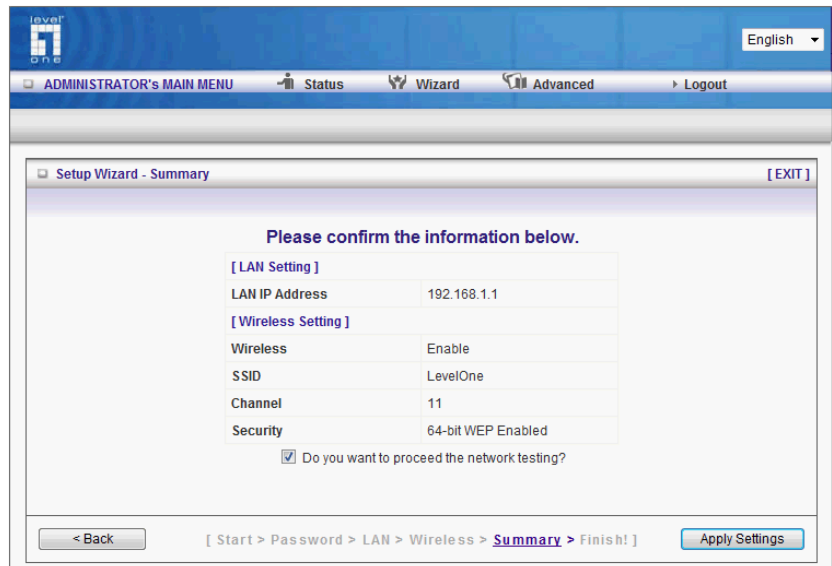 level
one
English
ADMINISTRATOR's MAIN MENU Status Wizard Advanced Logout
Setup Wizard - Summary [ EXIT ]
Please confirm the information below.
[ LAN Setting ]
LAN IP Address 192.168.1.1
[ Wireless Setting ]
Wireless Enable
SSID LevelOne
Channel 11
Security 64-bit WEP Enabled
Do you want to proceed the network testing?
< Back [ Start > Password > LAN > Wireless > Summary > Finish! ] Apply Settings